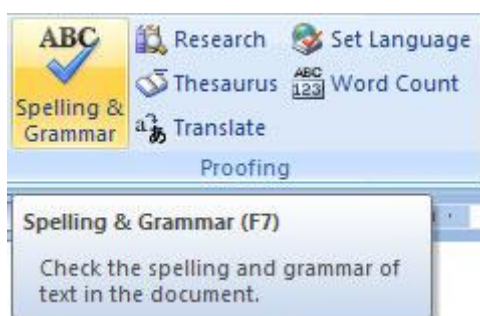 ABC
Spelling &
Grammar
Research
Thesaurus
Translate
Set Language
ABC
123
Word Count
Proofing
Spelling & Grammar (F7)
Check the spelling and grammar of
text in the document.